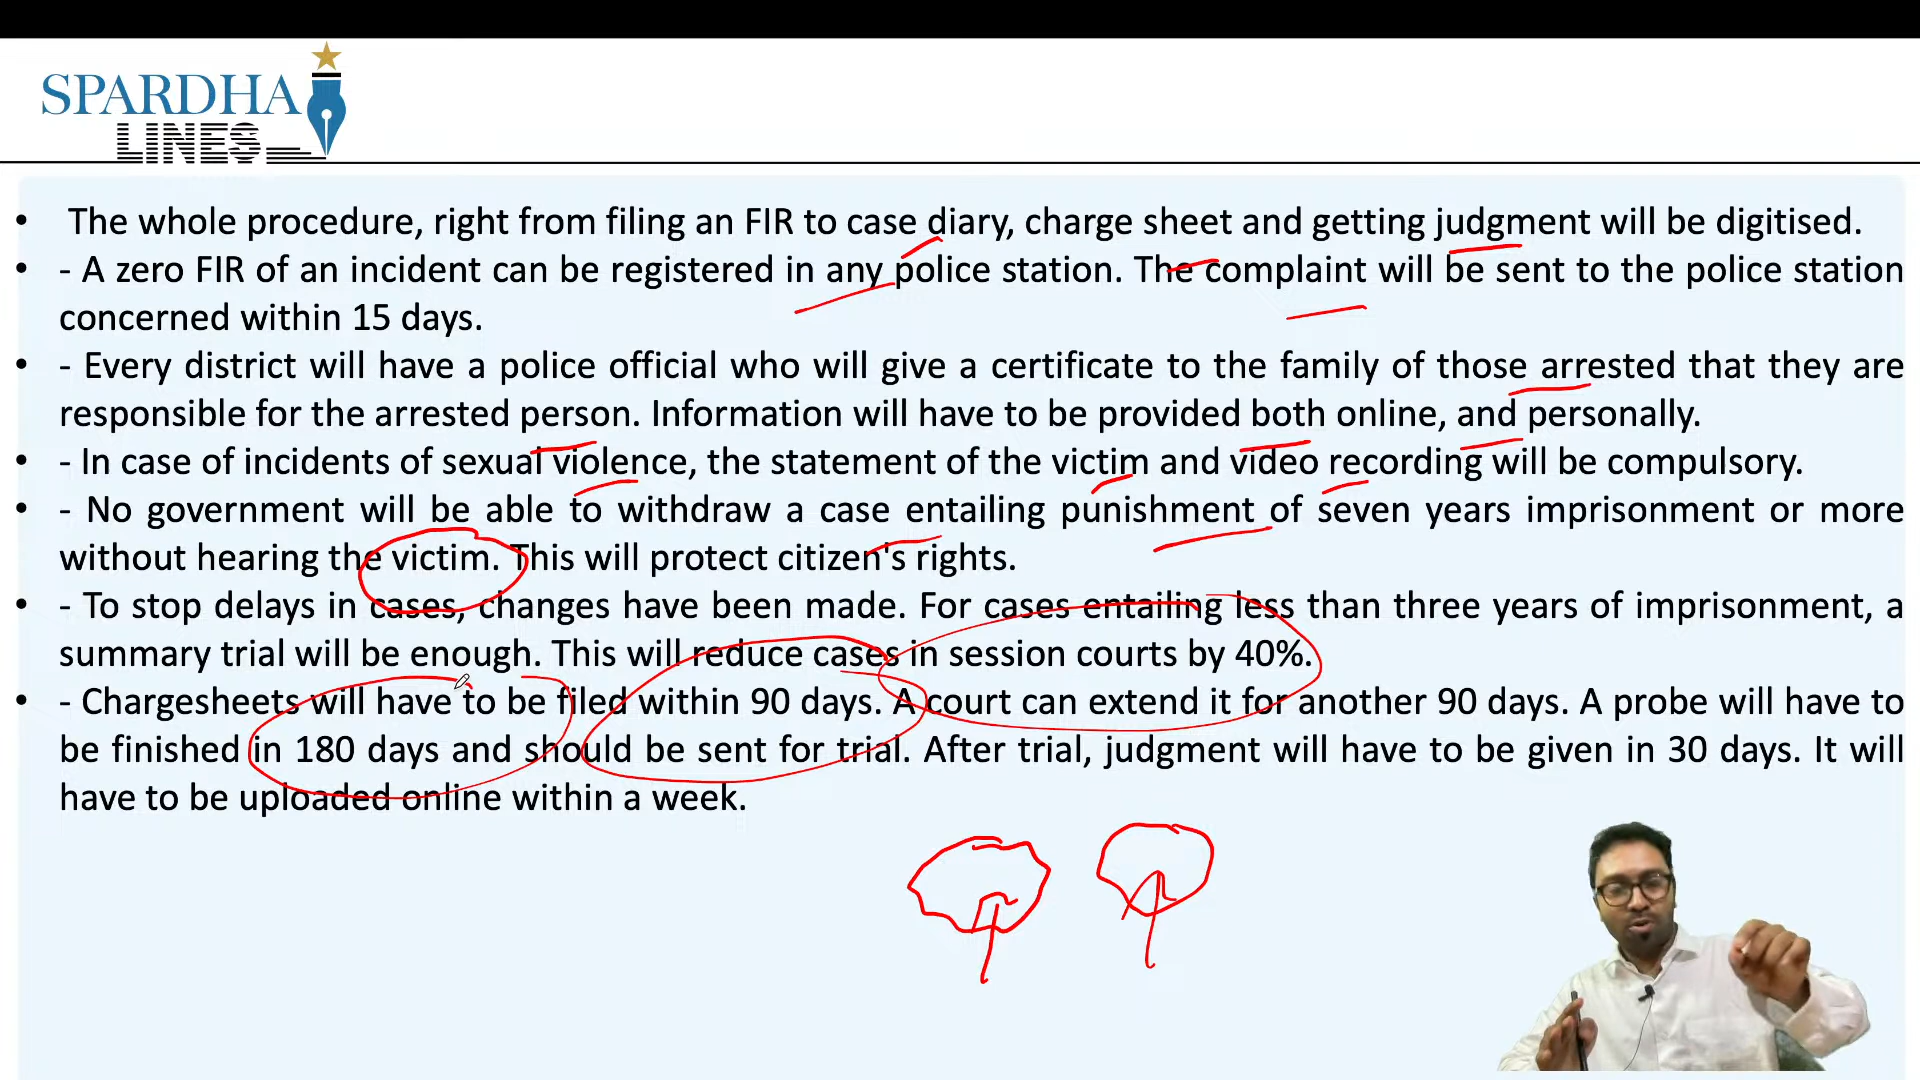 SPARDHA
LINES
• The whole procedure, right from filing an FIR to case diary, charge sheet and getting judgment will be digitised.
• - A zero FIR of an incident can be registered in any police station. The complaint will be sent to the police station
concerned within 15 days.
• - Every district will have a police official who will give a certificate to the family of those arrested that they are
responsible for the arrested person. Information will have to be provided both online, and personally.
• - In case of incidents of sexual violence, the statement of the victim and video recording will be compulsory.
• - No government will be able to withdraw a case entailing punishment of seven years imprisonment or more
without hearing the victim. This will protect citizen's rights.
• - To stop delays in cases, changes have been made. For cases entailing less than three years of imprisonment, a
summary trial will be enough. This will reduce cases in session courts by 40%.
• - Chargesheets will have to be filed within 90 days. A court can extend it for another 90 days. A probe will have to
be finished in 180 days and should be sent for trial. After trial, judgment will have to be given in 30 days. It will
have to be uploaded online within a week.